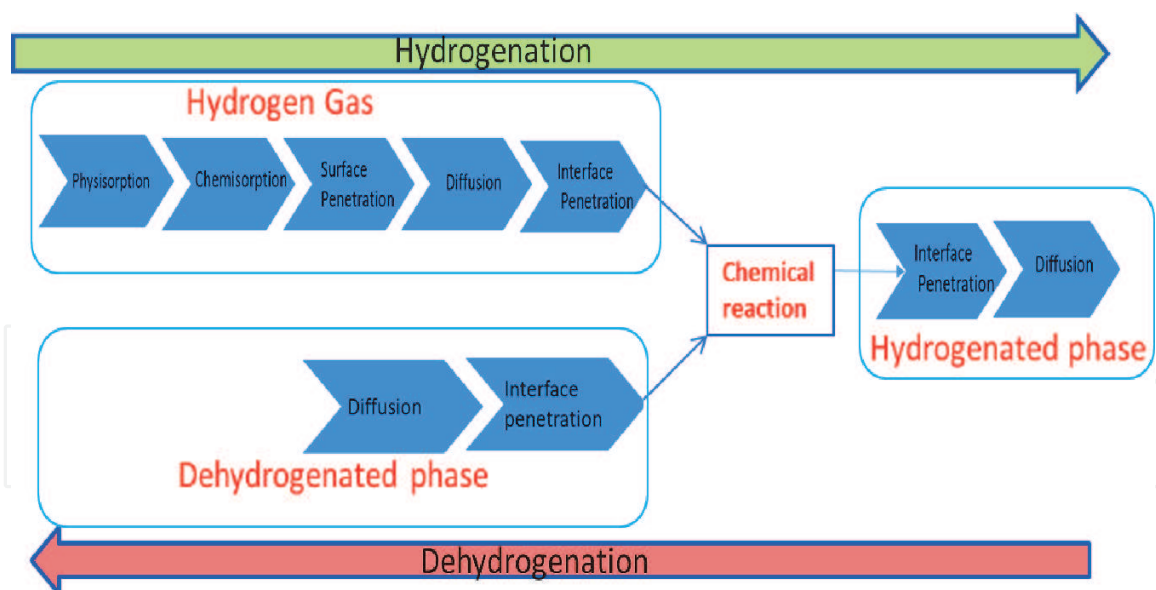 Hydrogenation
Hydrogen Gas
Physisorption
Chemisorption
Surface
Penetration
Diffusion
Interface
Penetration
Chemical
reaction
Interface
Penetration
Diffusion
Hydrogenated phase
Diffusion
Interface
penetration
Dehydrogenated phase
Dehydrogenation